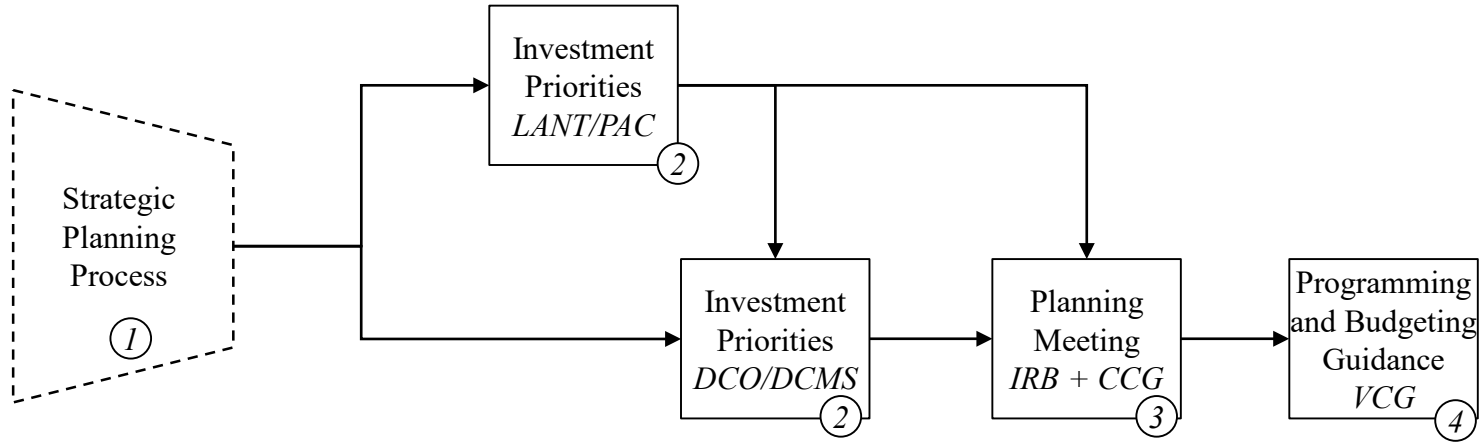 Strategic
Planning
Process
1
Investment
Priorities
LANT/PAC
2
Investment
Priorities
DCO/DCMS
2
Planning
Meeting
IRB + CCG
3
Programming
and Budgeting
Guidance
VCG
4